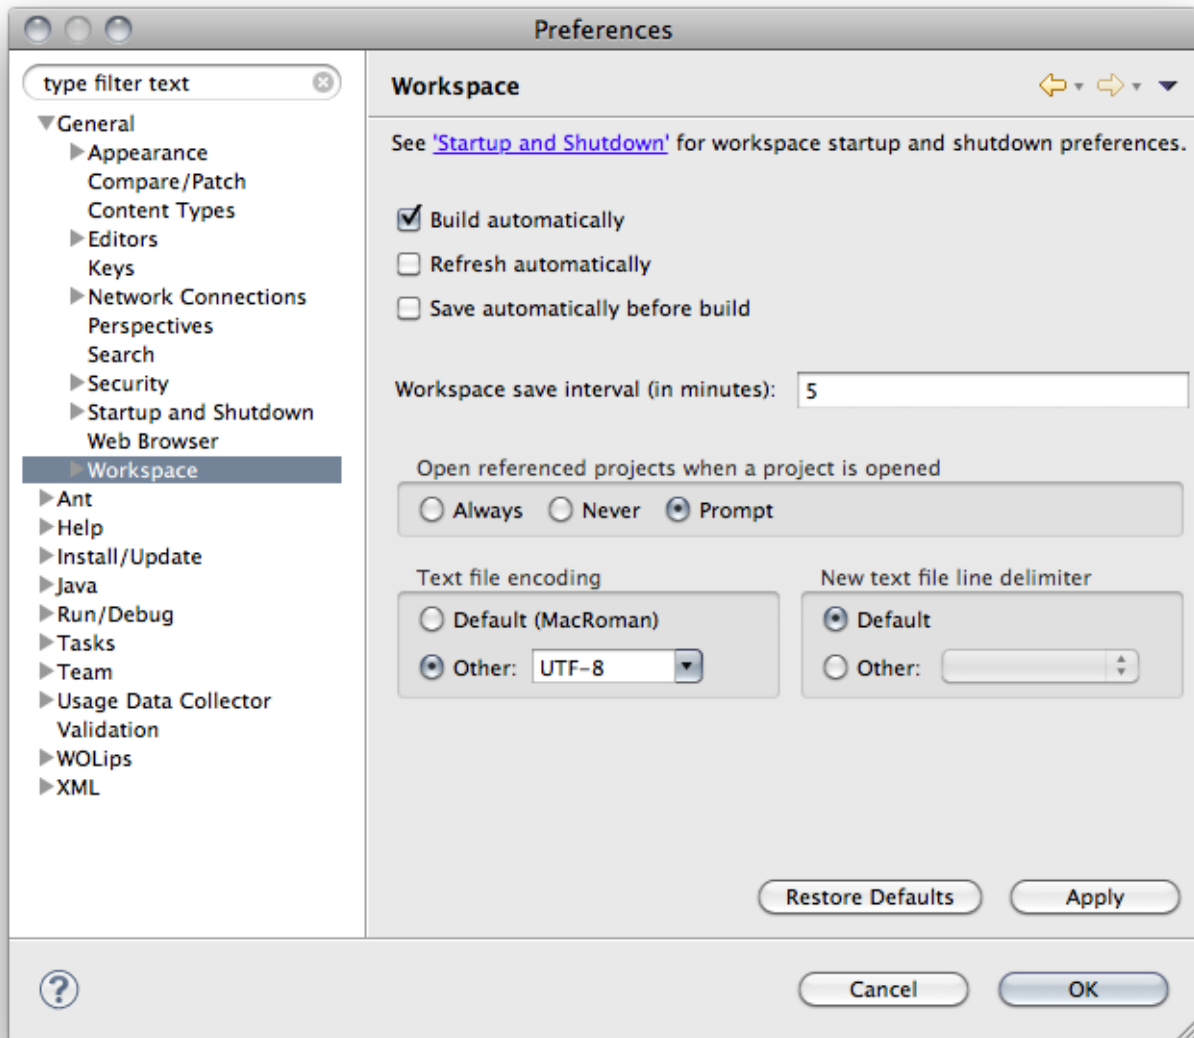 Preferences
type filter text
General
Appearance
Compare/Patch
Content Types
Editors
Keys
Network Connections
Perspectives
Search
Security
Startup and Shutdown
Web Browser
Workspace
Ant
Help
Install/Update
Java
Run/Debug
Tasks
Team
Usage Data Collector
Validation
WOLips
XML
Workspace
See 'Startup and Shutdown' for workspace startup and shutdown preferences.
Build automatically
Refresh automatically
Save automatically before build
Workspace save interval (in minutes): 5
Open referenced projects when a project is opened
Always Never Prompt
Text file encoding
Default (MacRoman)
Other: UTF-8
New text file line delimiter
Default
Other:
Restore Defaults Apply
? Cancel OK